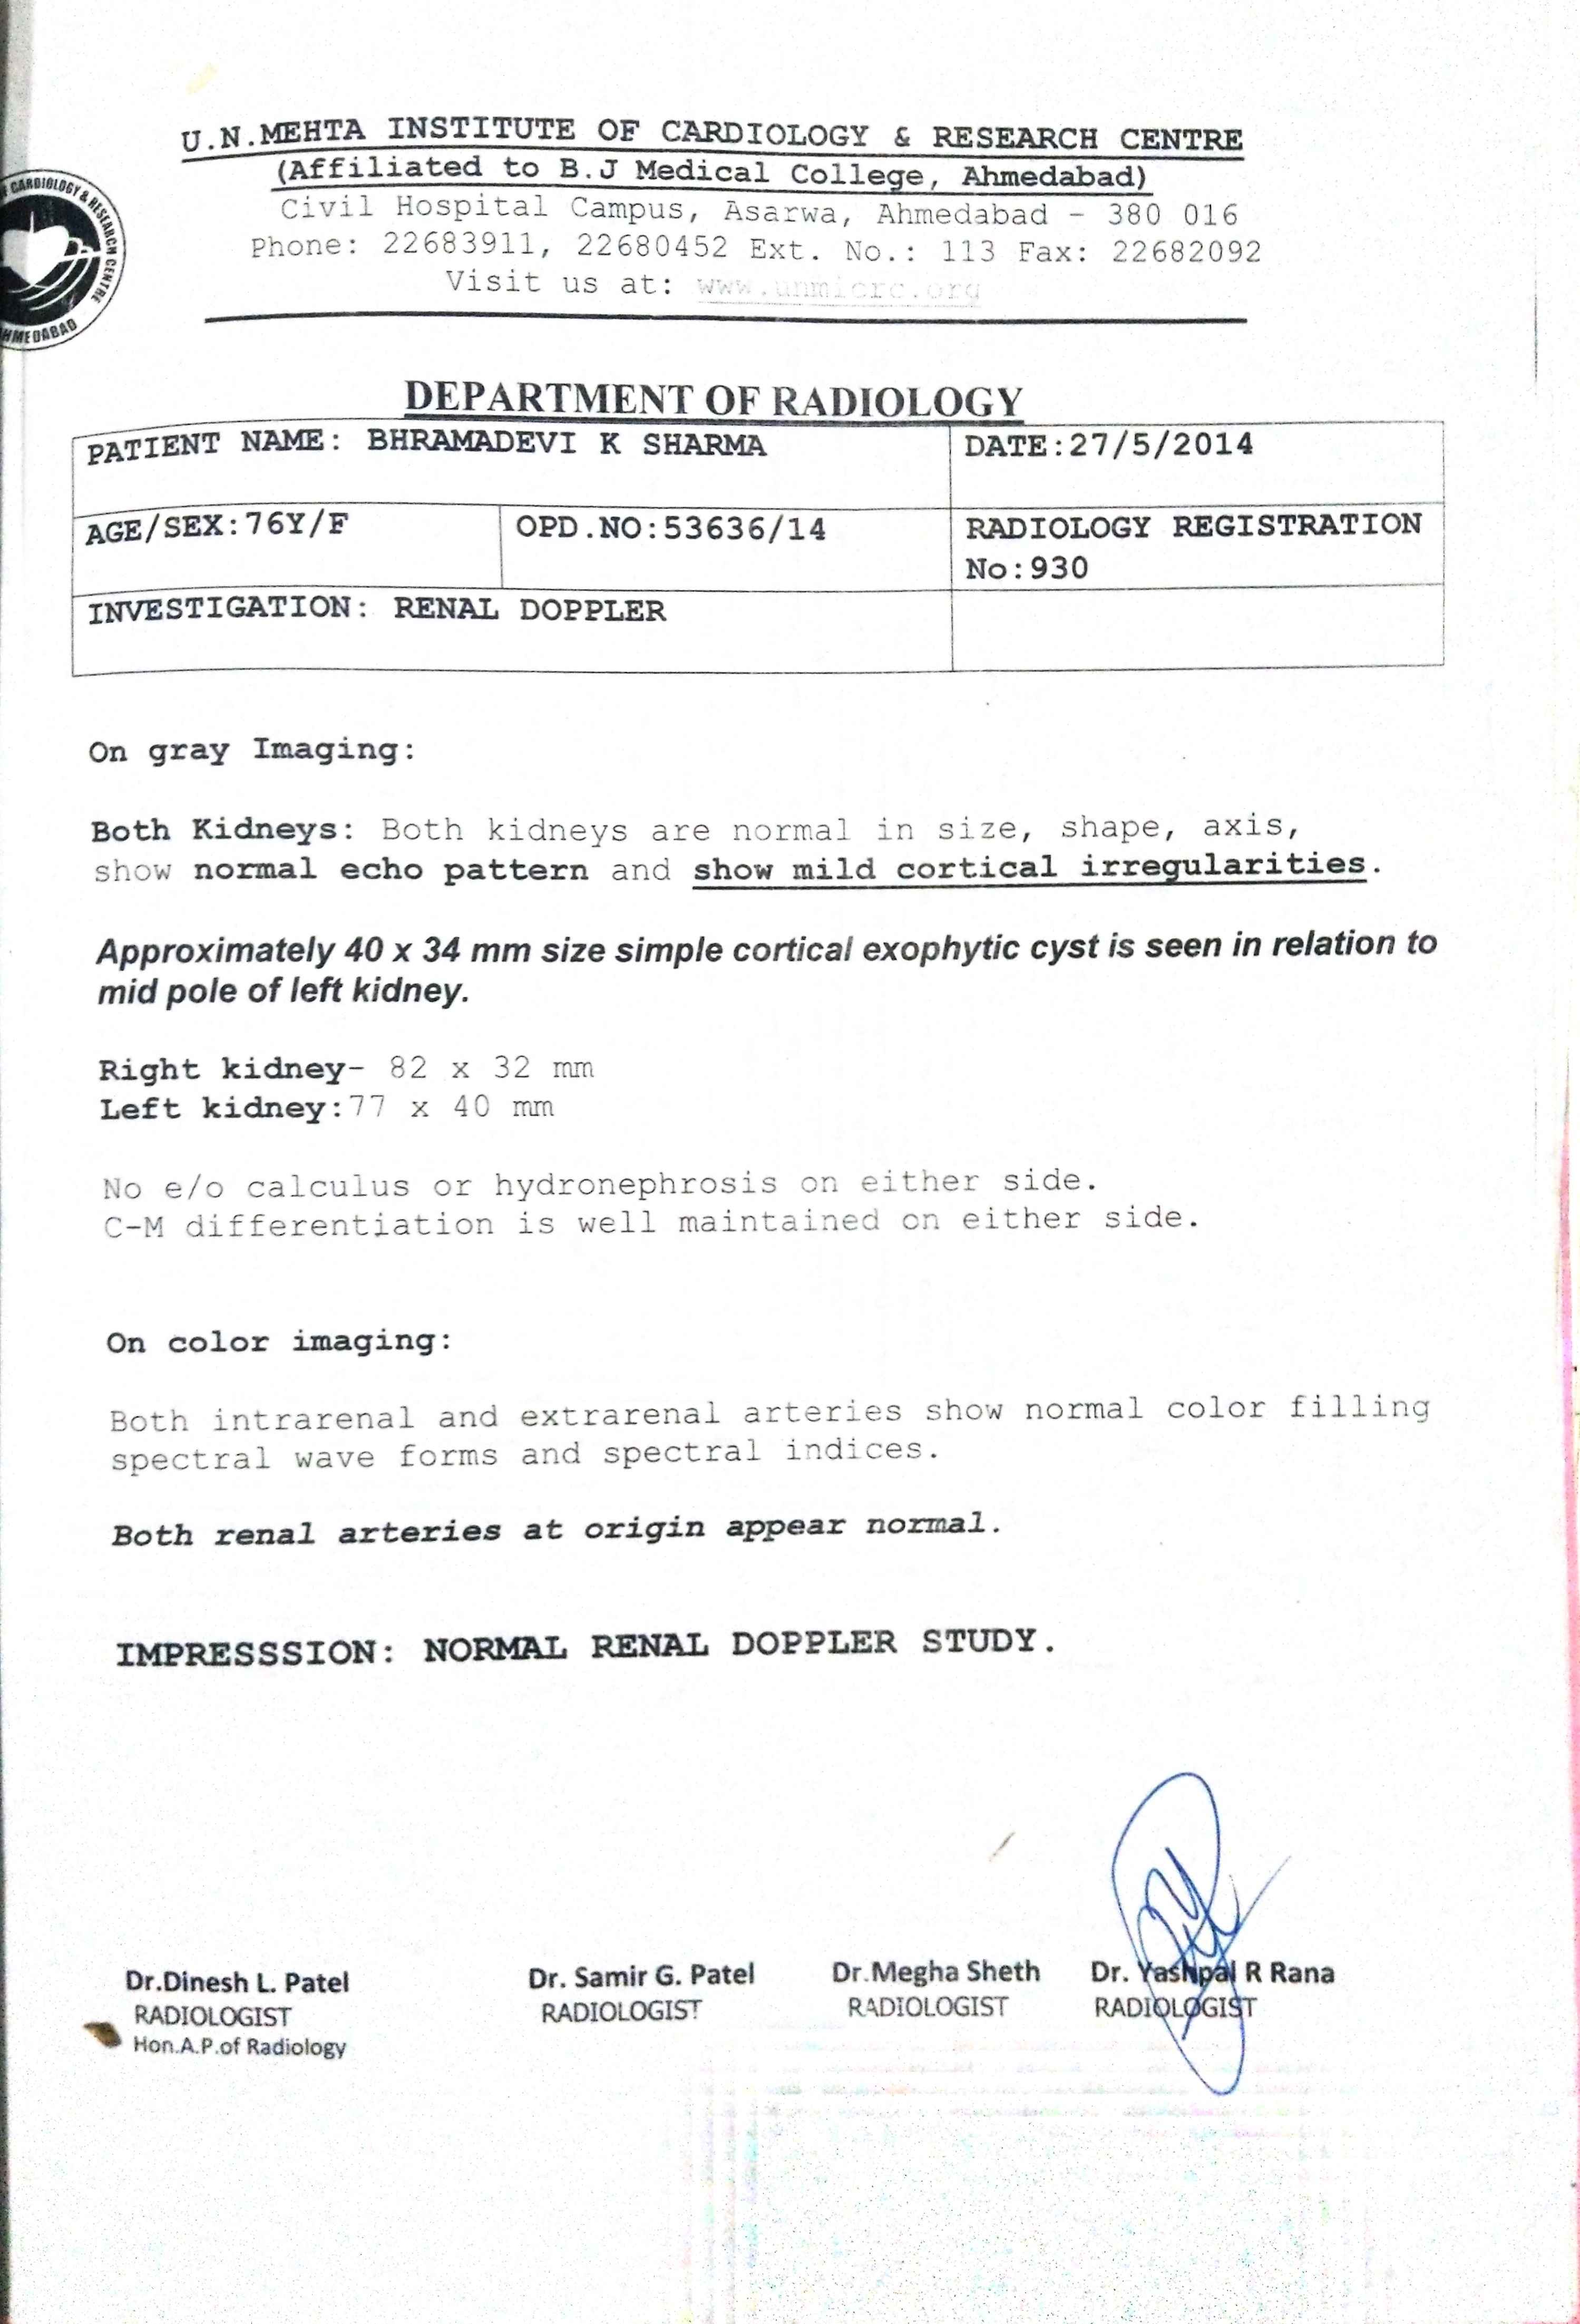 U.N.MEHTA INSTITUTE OF CARDIOLOGY & RESEARCH CENTRE
(Affiliated to B.J Medical College, Ahmedabad)
Civil Hospital Campus, Asarwa, Ahmedabad - 380 016
Phone: 22683911, 22680452 Ext. No.: 113 Fax: 22682092
Visit us at: www.unmicrc.org
CARDIOLOGY & RESEARCH CENTRE
DEPARTMENT OF RADIOLOGY
PATIENT NAME: BHRAMADEVI K SHARMA DATE:27/5/2014
AGE/SEX:76Y/F OPD.NO:53636/14 RADIOLOGY REGISTRATION
No:930
INVESTIGATION: RENAL DOPPLER
On gray Imaging:
Both Kidneys: Both kidneys are normal in size, shape, axis,
show normal echo pattern and show mild cortical irregularities.
Approximately 40 x 34 mm size simple cortical exophytic cyst is seen in relation to
mid pole of left kidney.
Right kidney- 82 x 32 mm
Left kidney:77 x 40 mm
No e/o calculus or hydronephrosis on either side.
C-M differentiation is well maintained on either side.
On color imaging:
Both intrarenal and extrarenal arteries show normal color filling
spectral wave forms and spectral indices.
Both renal arteries at origin appear normal.
IMPRESSSION: NORMAL RENAL DOPPLER STUDY.
Dr.Dinesh L. Patel Dr. Samir G. Patel Dr.Megha Sheth Dr. Yashpal R Rana
RADIOLOGIST RADIOLOGIST RADIOLOGIST RADIOLOGIST
Hon.A.P.of Radiology